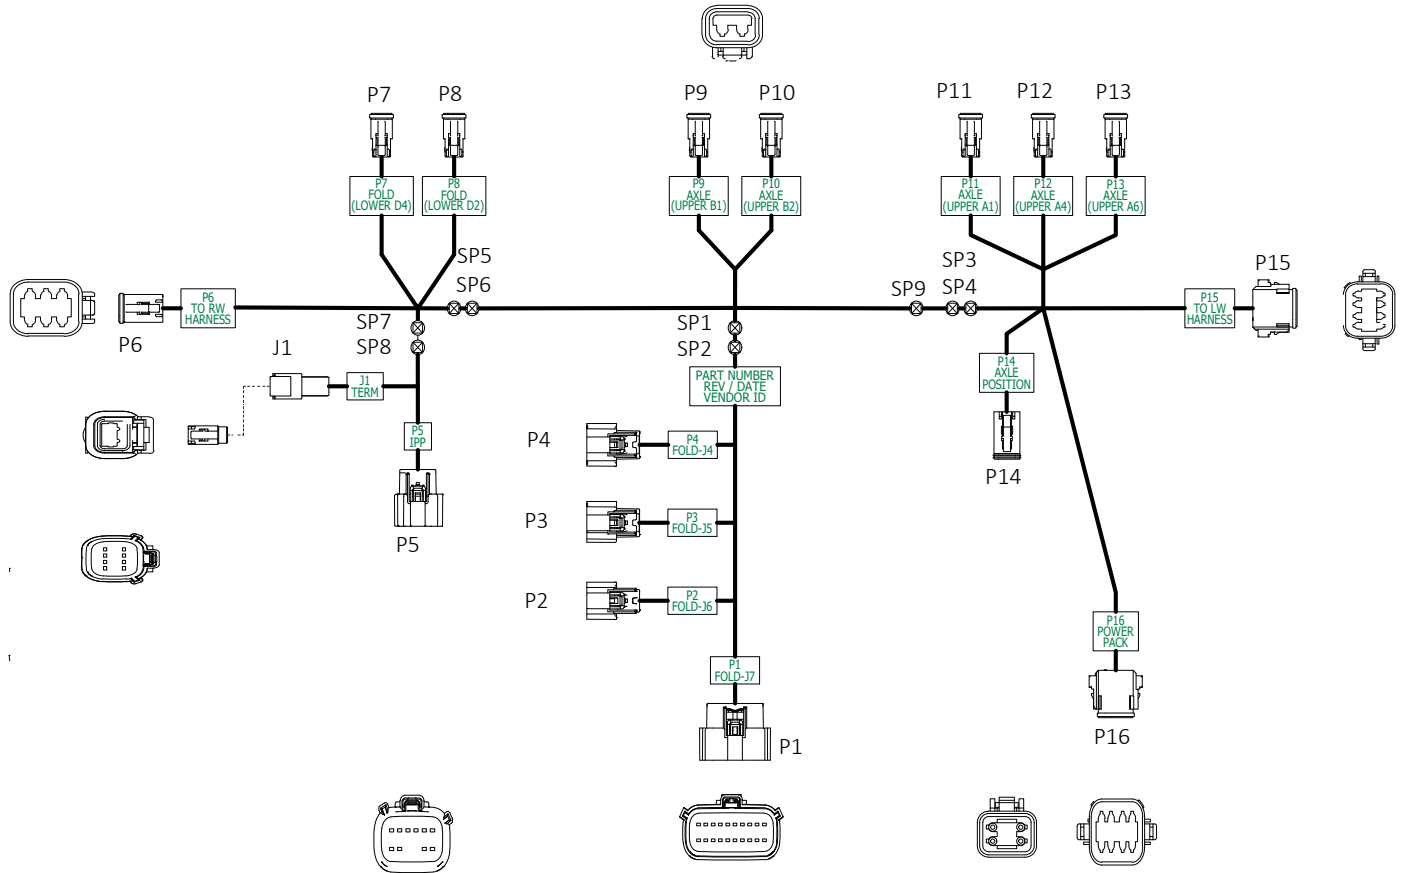 P7
P8
P9
P10
P11
P12
P13
P7
FOLD
(LOWER D4)
P8
FOLD
(LOWER D2)
P9
AXLE
(UPPER B1)
P10
AXLE
(UPPER B2)
P11
AXLE
(UPPER A1)
P12
AXLE
(UPPER A4)
P13
AXLE
(UPPER A6)
SP5
SP6
SP3
SP9
SP4
P15
P6
TO RW
HARNESS
P15
TO LW
HARNESS
P6
SP7
SP8
SP1
SP2
J1
J1
TERM
PART NUMBER
REV / DATE
VENDOR ID
P14
AXLE
POSITION
P5
IPP
P4
P4
FOLD-J4
P14
P3
P3
FOLD-J5
P5
P2
P2
FOLD-J6
P16
POWER
PACK
P1
FOLD-J7
P1
P16